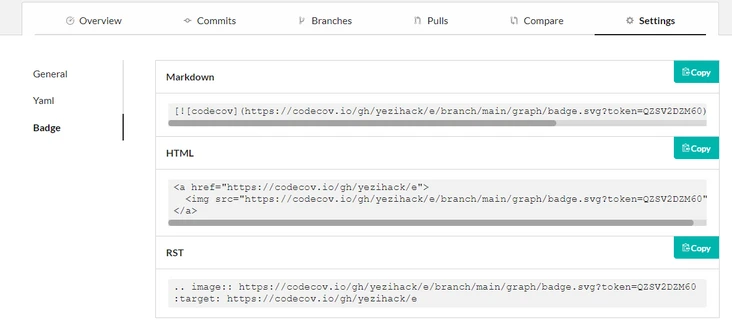 Overview
Commits
Branches
Pulls
Compare
Settings
General
Yaml
Badge
Markdown
Copy
[![codecov](https://codecov.io/gh/yezihack/e/branch/main/graph/badge.svg?token=QZSV2DZM60)
HTML
Copy
<a href="https://codecov.io/gh/yezihack/e">
  <img src="https://codecov.io/gh/yezihack/e/branch/main/graph/badge.svg?token=QZSV2DZM60"
</a>
RST
Copy
.. image:: https://codecov.io/gh/yezihack/e/branch/main/graph/badge.svg?token=QZSV2DZM60
:target: https://codecov.io/gh/yezihack/e